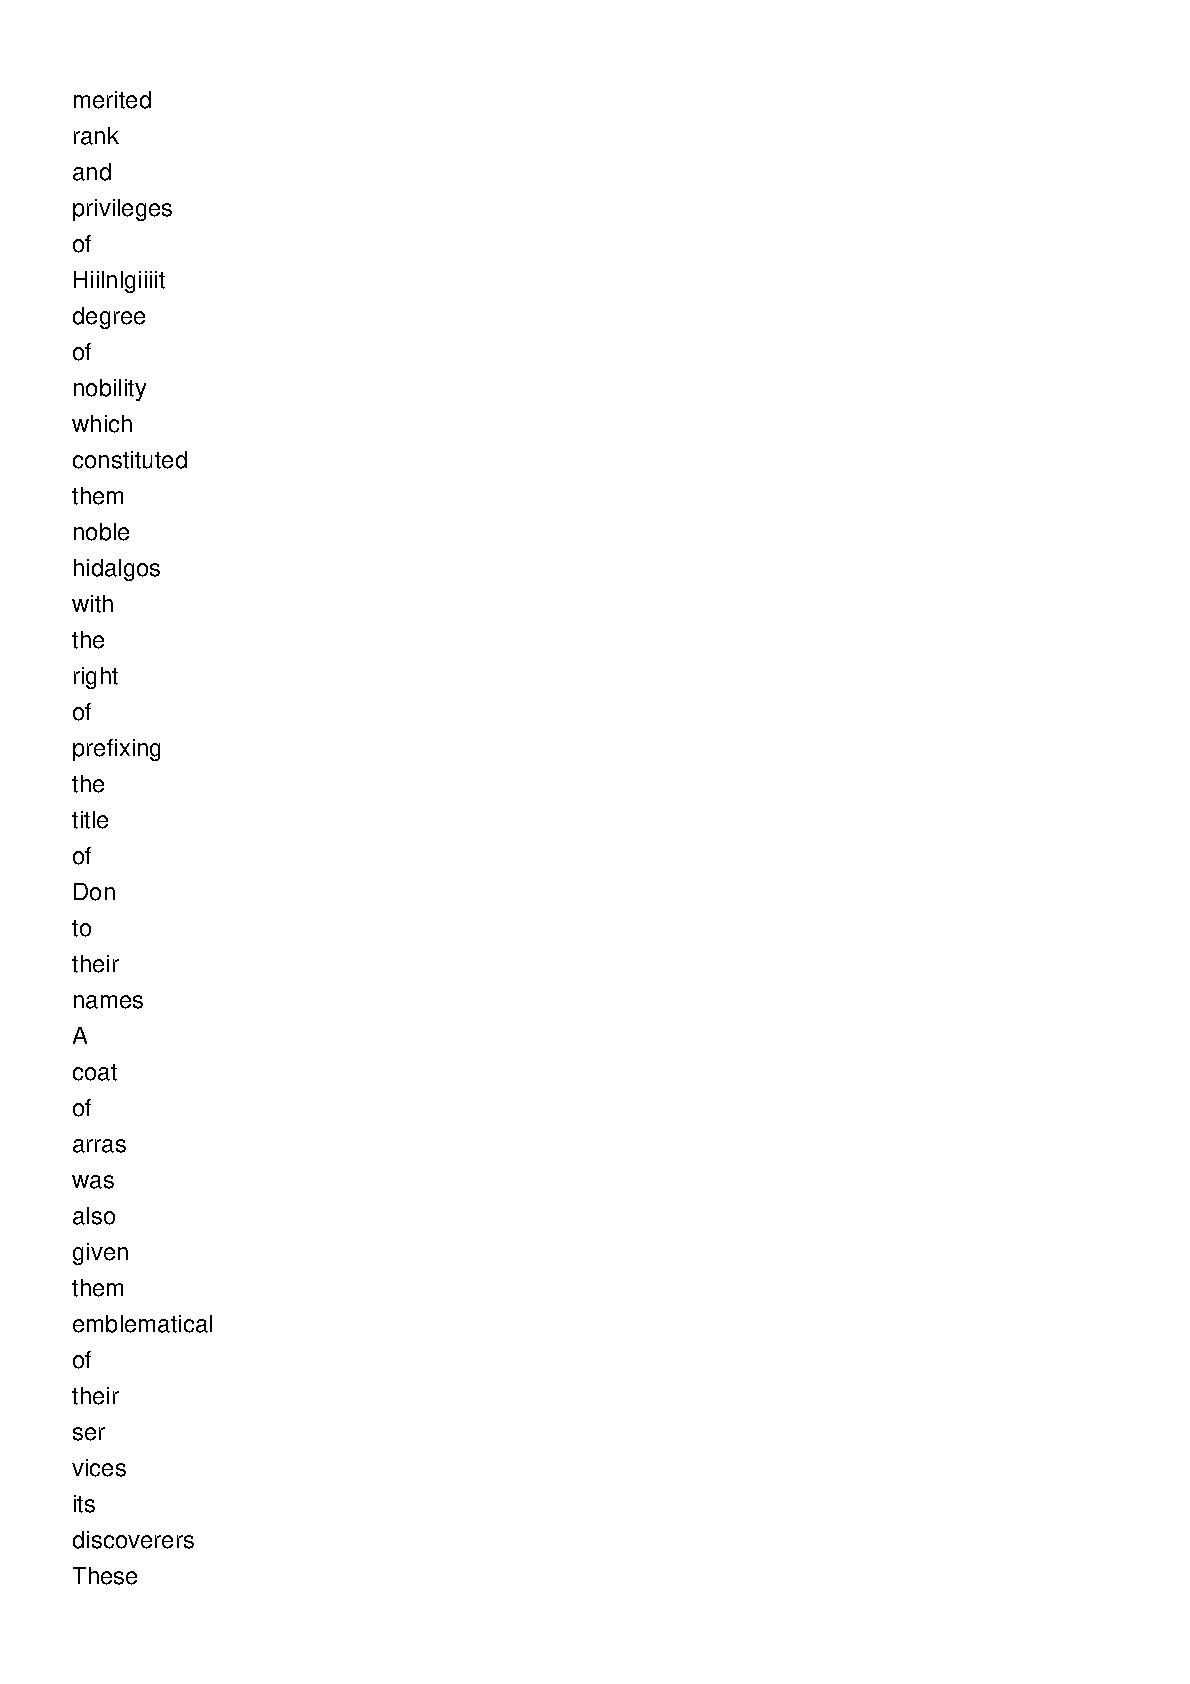 merited
rank
and
privileges
of
Hiilnlgiiiit
degree
of
nobility
which
constituted
them
noble
hidalgos
with
the
right
of
prefixing
the
title
of
Don
to
their
names
A
coat
of
arras
was
also
given
them
emblematical
of
their
ser
vices
its
discoverers
These